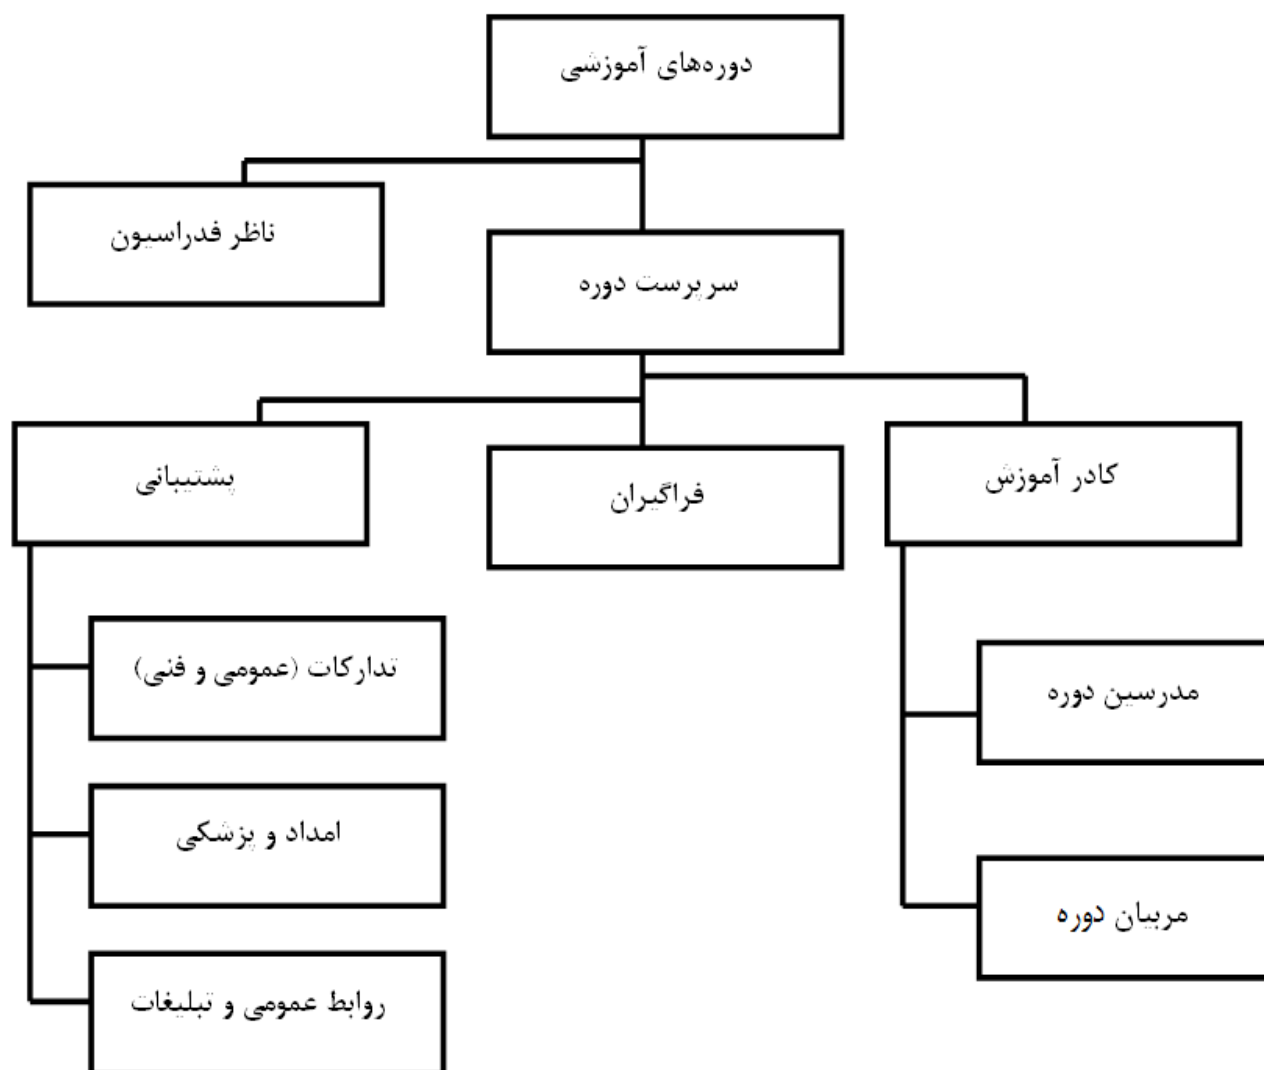 دوره‌های آموزشی
ناظر فدراسیون
سرپرست دوره
کادر آموزش
فراگیران
پشتیبانی
مدرسین دوره
مربیان دوره
تدارکات (عمومی و فنی)
امداد و پزشکی
روابط عمومی و تبلیغات